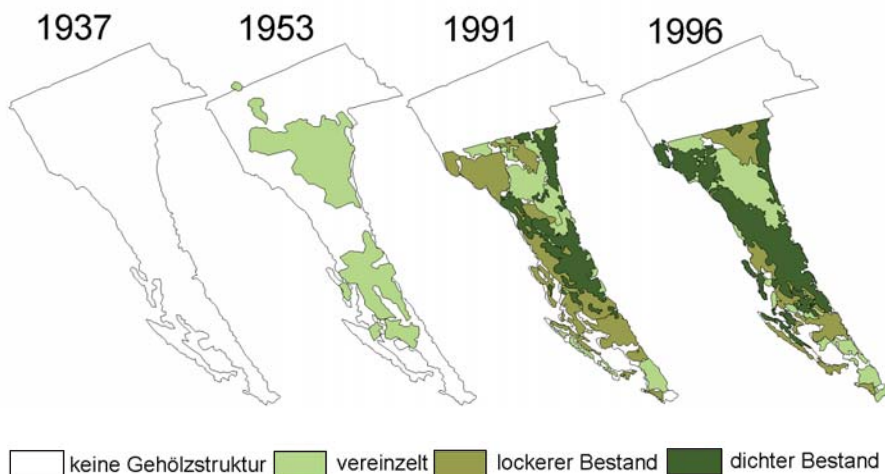 1937 1953 1991 1996
keine Gehölzstruktur vereinzelt lockerer Bestand dichter Bestand